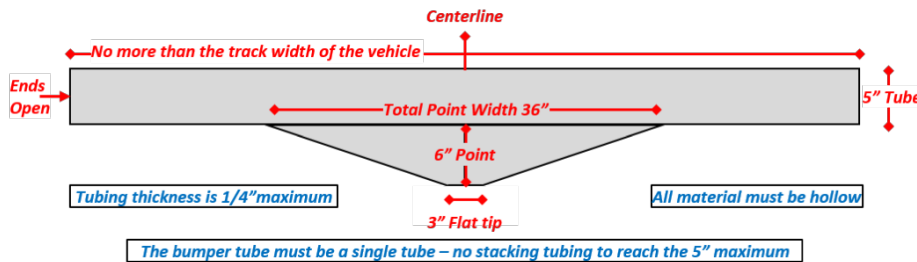 Centerline
No more than the track width of the vehicle
Ends
Open
5” Tube
Total Point Width 36”
6” Point
Tubing thickness is 1/4”maximum
All material must be hollow
3” Flat tip
The bumper tube must be a single tube – no stacking tubing to reach the 5” maximum